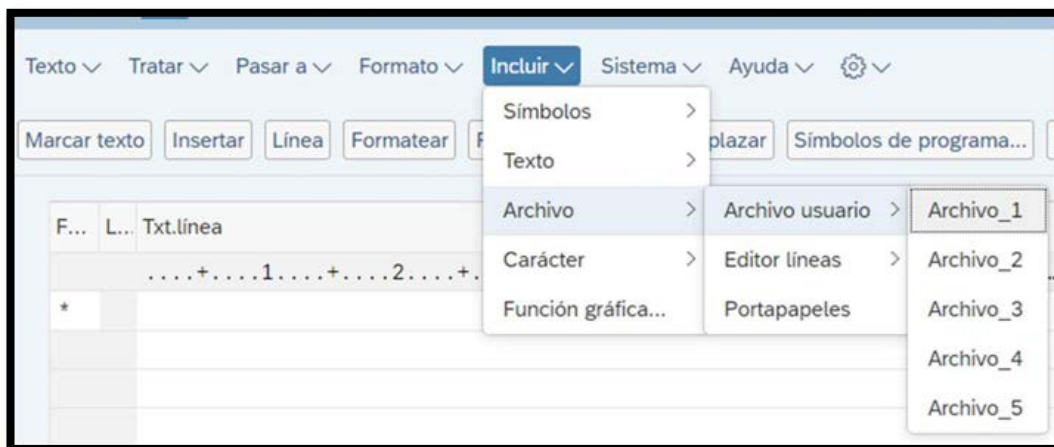 Texto Tratar Pasar a Formato Incluir Sistema Ayuda
Símbolos
Marcar texto Insertar Línea Formatear plazar Símbolos de programa...
Texto
Archivo Archivo usuario Archivo_1
F... L... Txt.línea
Carácter Editor líneas Archivo_2
....+....1....+....2....+.
* Función gráfica... Portapapeles Archivo_3
Archivo_4
Archivo_5